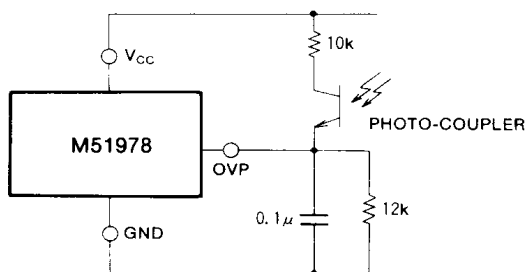 10k
VCC
PHOTO-COUPLER
M51978
OVP
0.1μ
12k
GND